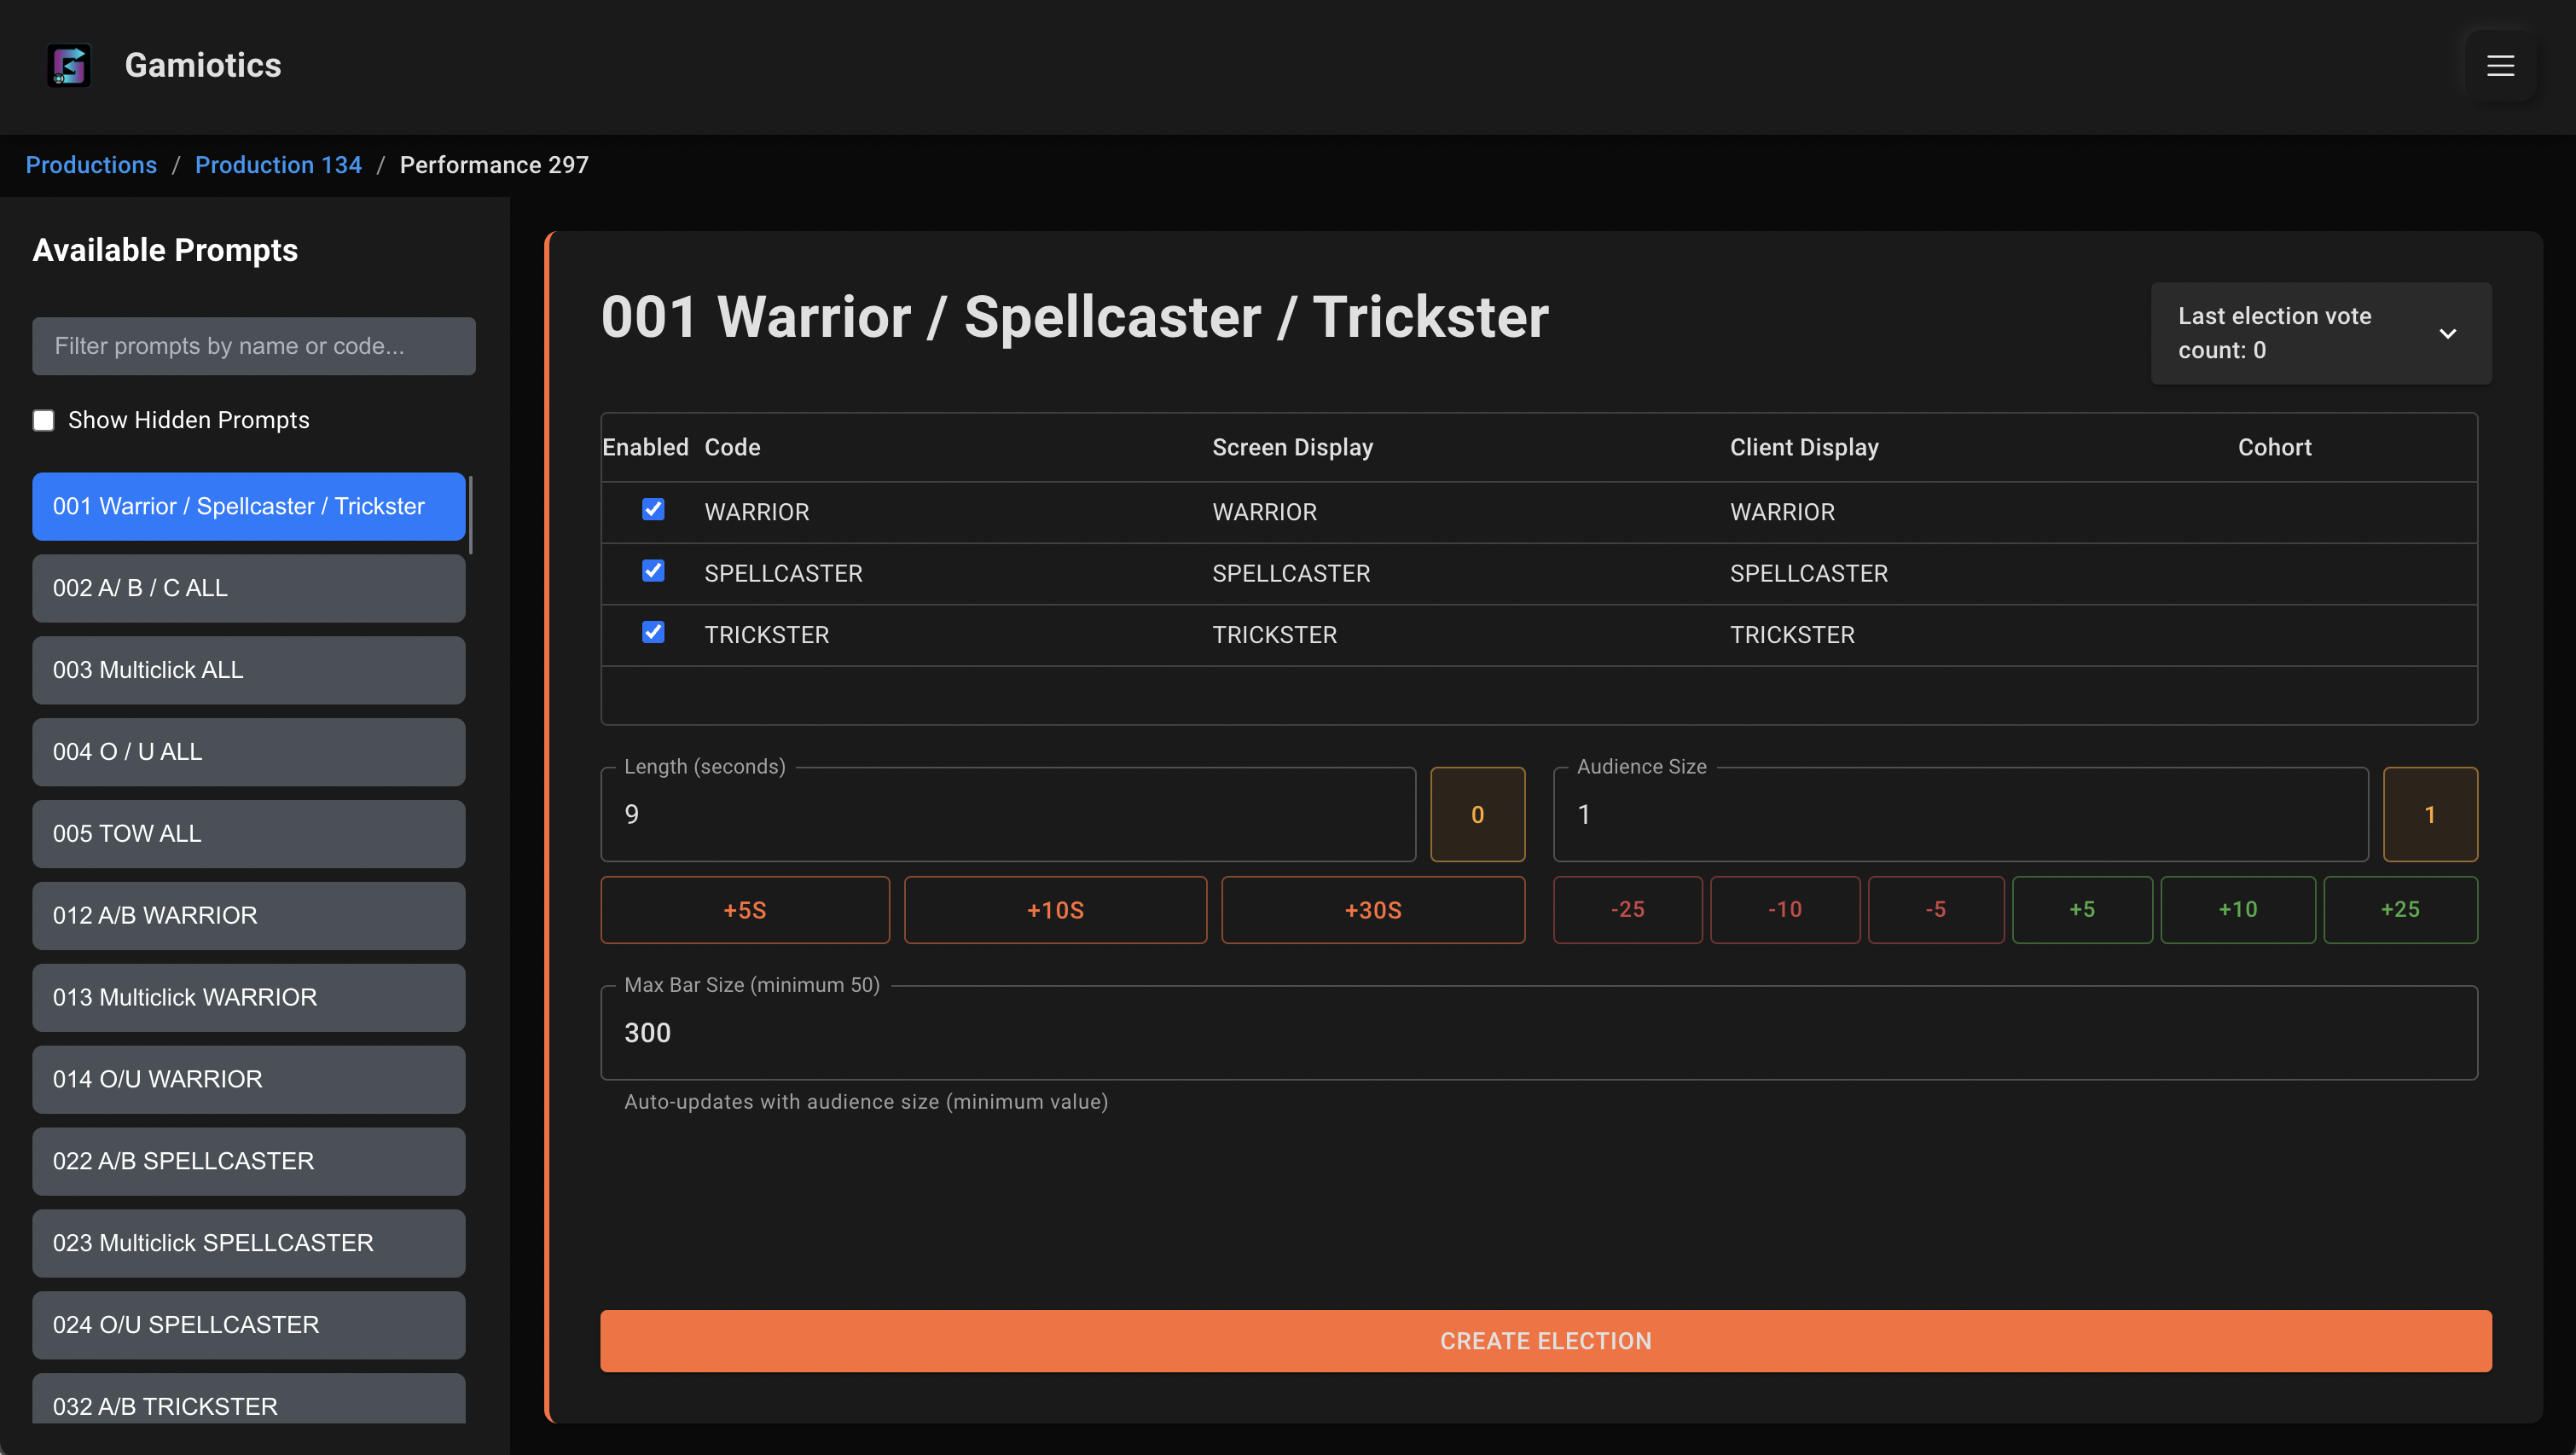 Gamiotics
Productions / Production 134 / Performance 297
Available Prompts
Filter prompts by name or code...
Show Hidden Prompts
001 Warrior / Spellcaster / Trickster
002 A/ B / C ALL
003 Multiclick ALL
004 O / U ALL
005 TOW ALL
012 A/B WARRIOR
013 Multiclick WARRIOR
014 O/U WARRIOR
022 A/B SPELLCASTER
023 Multiclick SPELLCASTER
024 O/U SPELLCASTER
032 A/B TRICKSTER
001 Warrior / Spellcaster / Trickster
Last election vote
count: 0
Enabled Code Screen Display Client Display Cohort
WARRIOR WARRIOR WARRIOR
SPELLCASTER SPELLCASTER SPELLCASTER
TRICKSTER TRICKSTER TRICKSTER
Length (seconds) Audience Size
9 0 1 1
+5S +10S +30S -25 -10 -5 +5 +10 +25
Max Bar Size (minimum 50)
300
Auto-updates with audience size (minimum value)
CREATE ELECTION